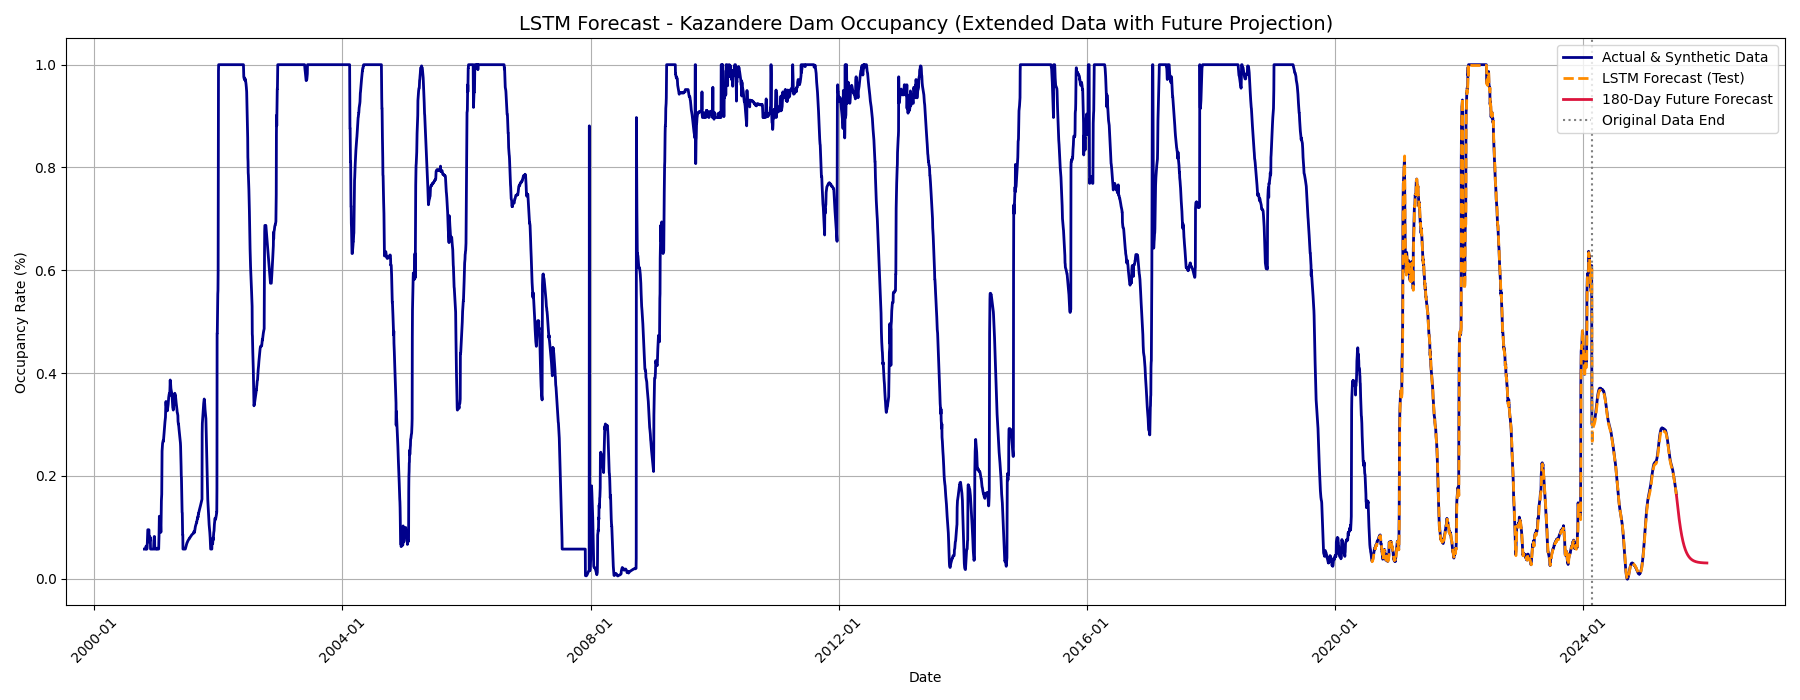 LSTM Forecast - Kazandere Dam Occupancy (Extended Data with Future Projection)
Actual & Synthetic Data
LSTM Forecast (Test)
180-Day Future Forecast
Original Data End
Occupancy Rate (%)
1.0
0.8
0.6
0.4
0.2
0.0
2000-01
2004-01
2008-01
2012-01
2016-01
2020-01
2024-01
Date